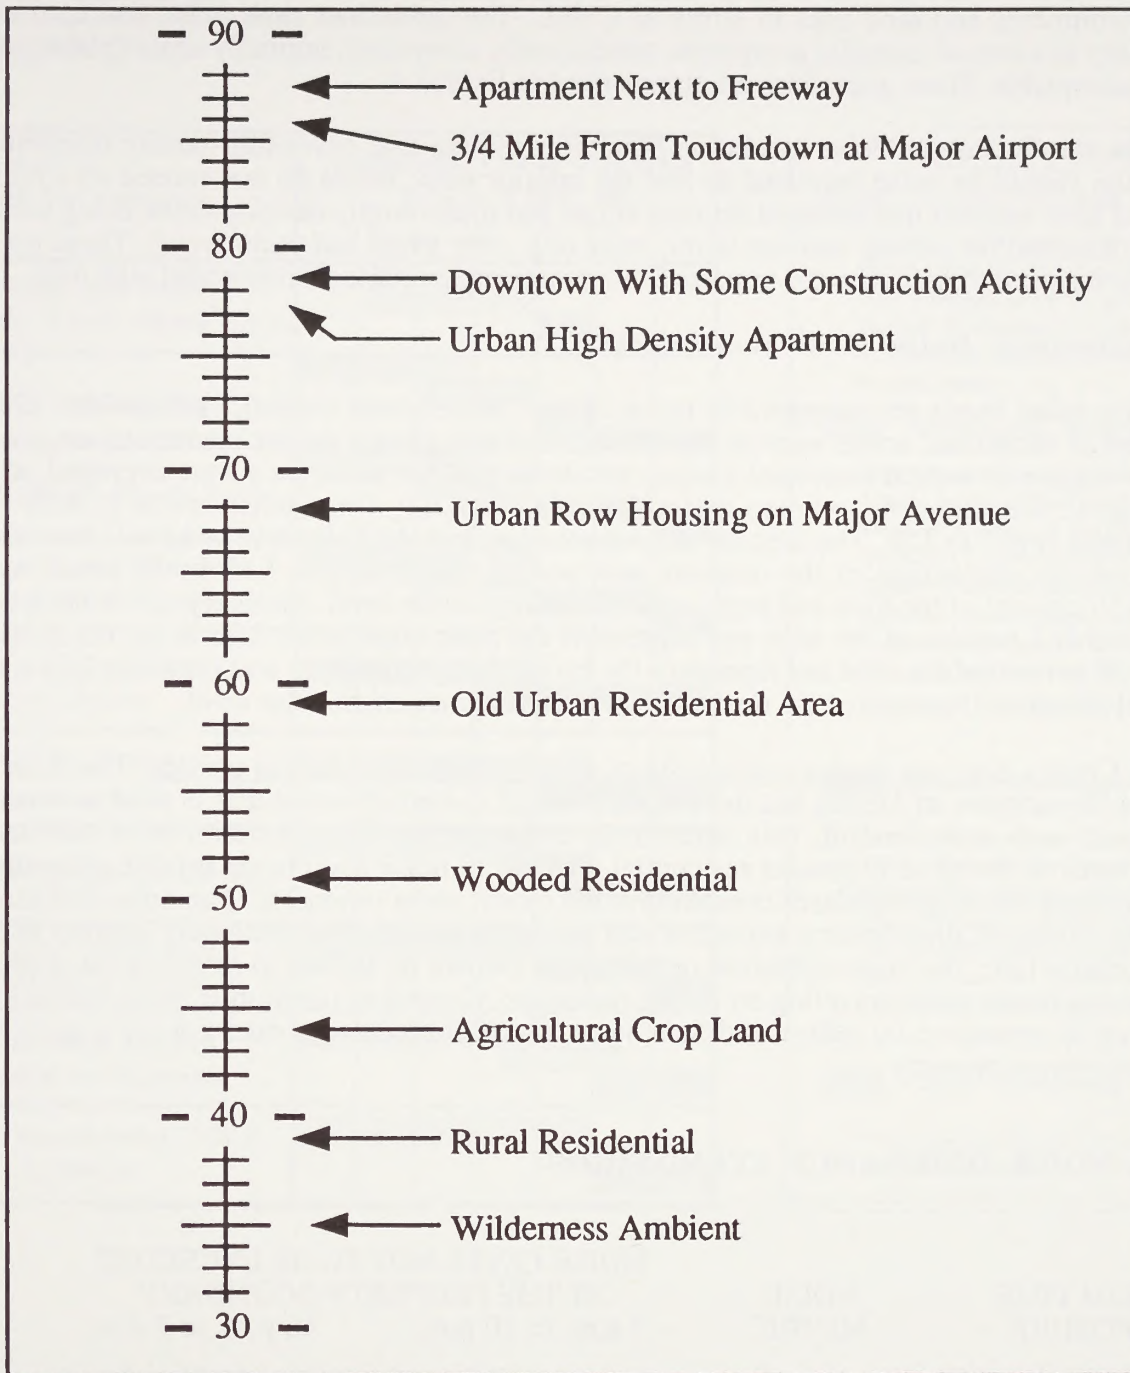 90
Apartment Next to Freeway
3/4 Mile From Touchdown at Major Airport
80
Downtown With Some Construction Activity
Urban High Density Apartment
70
Urban Row Housing on Major Avenue
60
Old Urban Residential Area
Wooded Residential
50
Agricultural Crop Land
40
Rural Residential
Wilderness Ambient
30